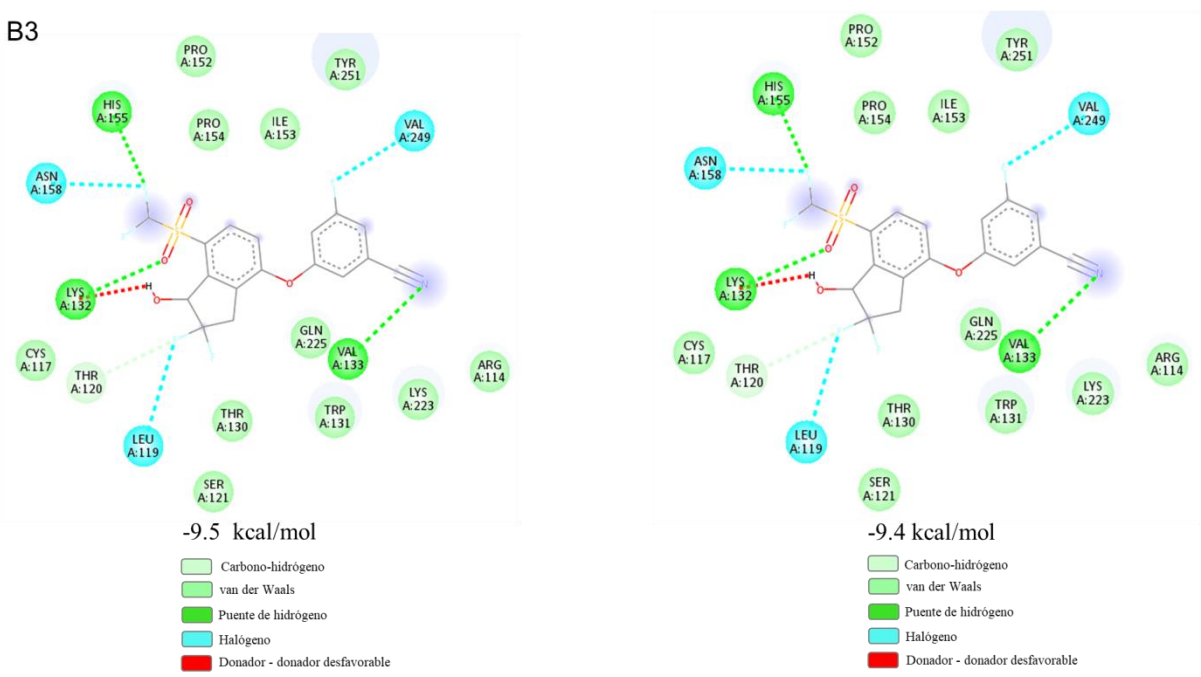 B3
PRO
A:152
TYR
A:251
HIS
A:155
PRO
A:154
ILE
A:153
VAL
A:249
ASN
A:158
S
O
O
H
O
O
N
LYS
A:132
GLN
A:225
VAL
A:133
CYS
A:117
THR
A:120
ARG
A:114
LYS
A:223
THR
A:130
TRP
A:131
LEU
A:119
SER
A:121
-9.5 kcal/mol
Carbono-hidrógeno
van der Waals
Puente de hidrógeno
Halógeno
Donador - donador desfavorable
PRO
A:152
TYR
A:251
HIS
A:155
PRO
A:154
ILE
A:153
VAL
A:249
ASN
A:158
S
O
O
H
O
O
N
LYS
A:132
GLN
A:225
VAL
A:133
CYS
A:117
THR
A:120
ARG
A:114
LYS
A:223
THR
A:130
TRP
A:131
LEU
A:119
SER
A:121
-9.4 kcal/mol
Carbono-hidrógeno
van der Waals
Puente de hidrógeno
Halógeno
Donador - donador desfavorable